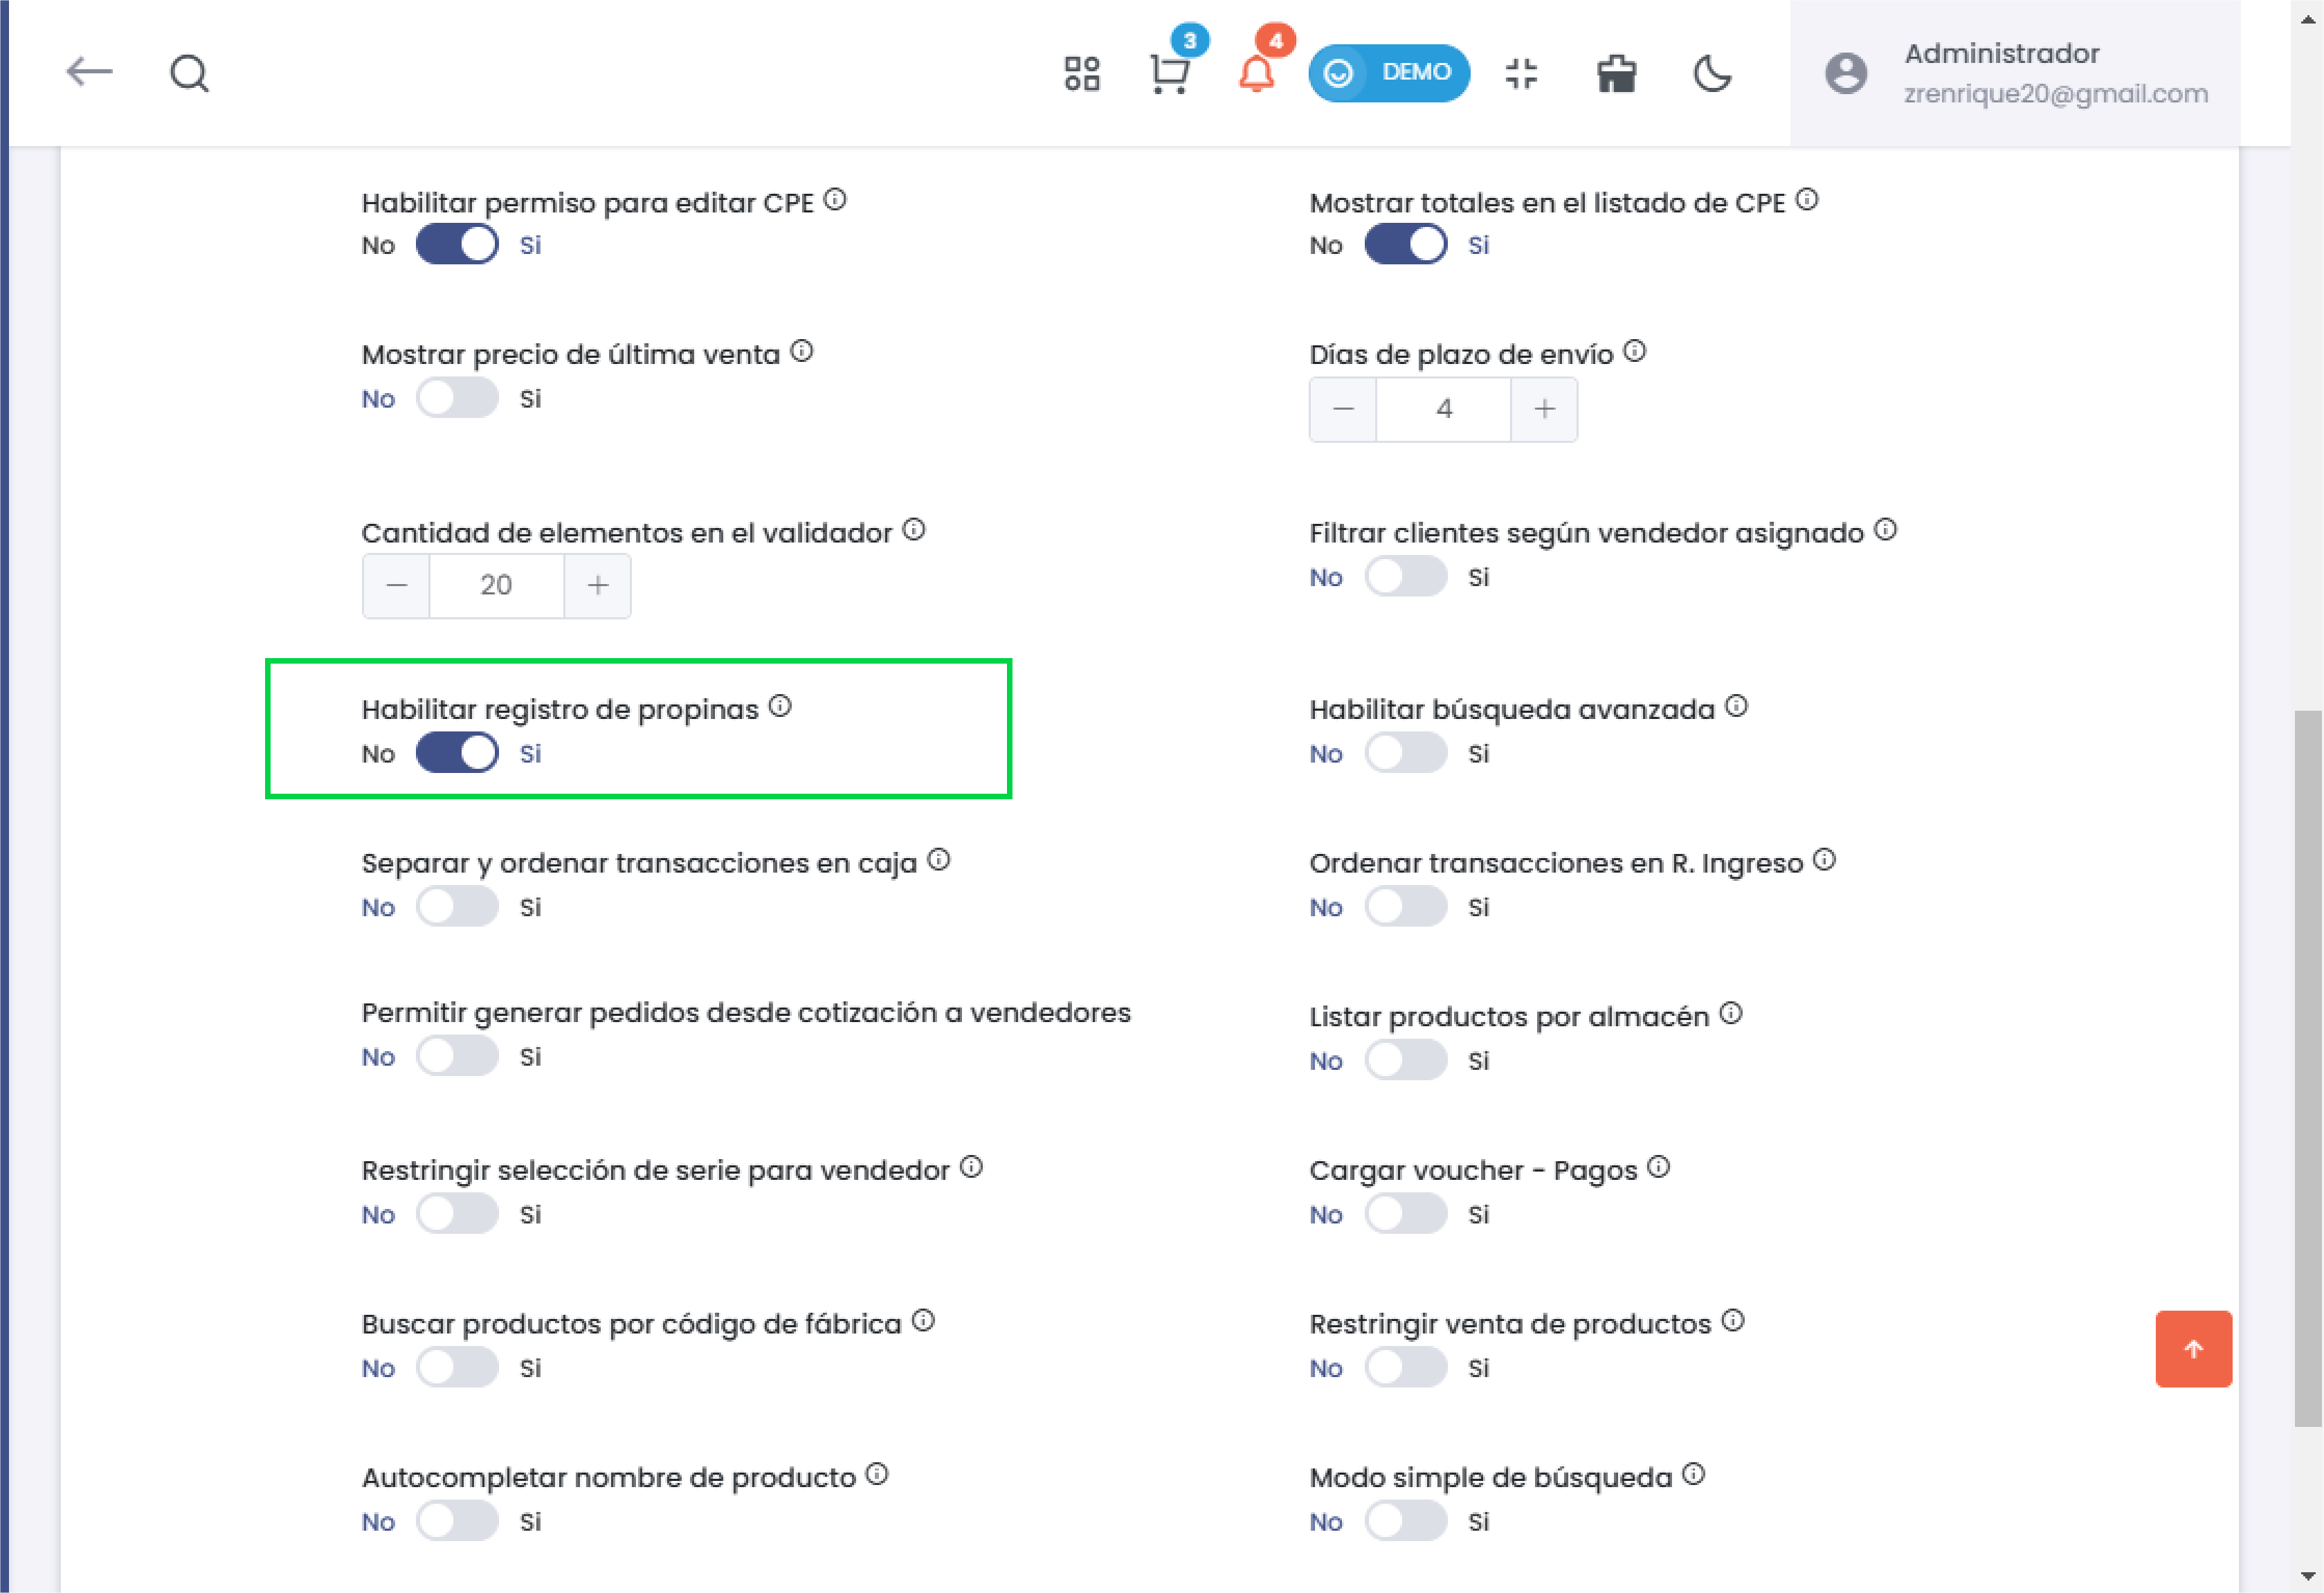 3
4
DEMO
Administrador
zrenrique20@gmail.com
Habilitar permiso para editar CPE
No Si
Mostrar totales en el listado de CPE
No Si
Mostrar precio de última venta
No Si
Días de plazo de envío
4
Cantidad de elementos en el validador
20
Filtrar clientes según vendedor asignado
No Si
Habilitar registro de propinas
No Si
Habilitar búsqueda avanzada
No Si
Separar y ordenar transacciones en caja
No Si
Ordenar transacciones en R. Ingreso
No Si
Permitir generar pedidos desde cotización a vendedores
No Si
Listar productos por almacén
No Si
Restringir selección de serie para vendedor
No Si
Cargar voucher - Pagos
No Si
Buscar productos por código de fábrica
No Si
Restringir venta de productos
No Si
Autocompletar nombre de producto
No Si
Modo simple de búsqueda
No Si